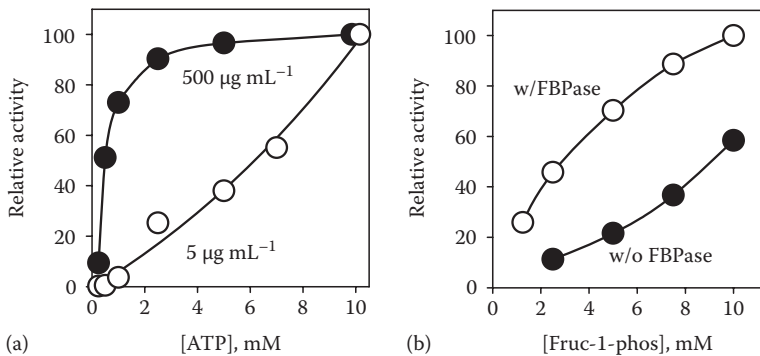 100
80
60
40
20
0
Relative activity
500 µg mL⁻¹
5 µg mL⁻¹
0 2 4 6 8 10
(a)
[ATP], mM
100
80
60
40
20
0
Relative activity
w/FBPase
w/o FBPase
2 4 6 8 10
(b)
[Fruc-1-phos], mM